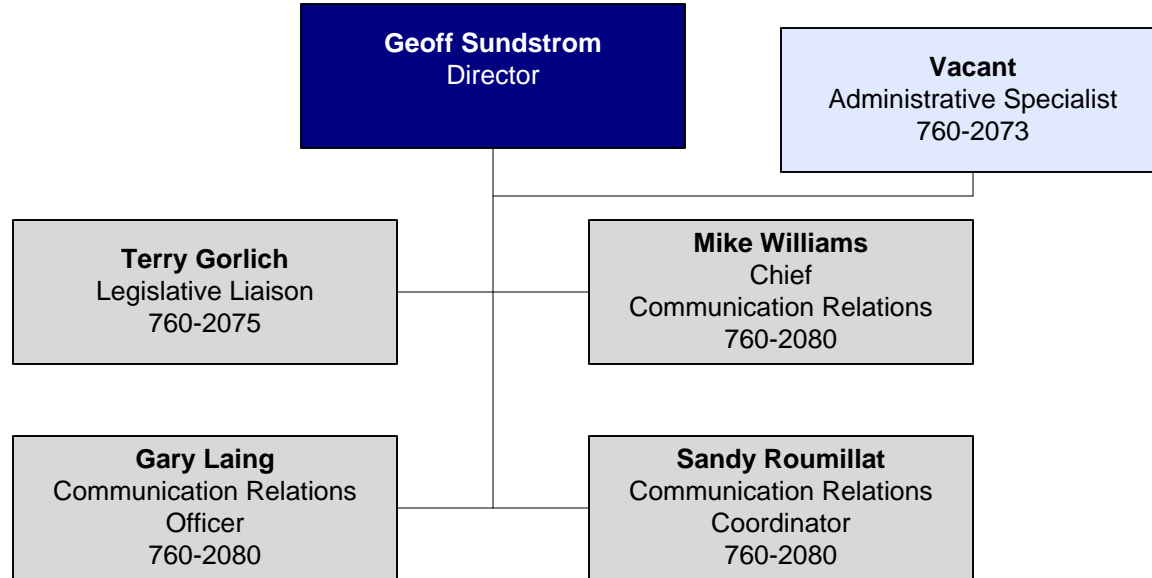 Geoff Sundstrom
Director
Vacant
Administrative Specialist
760-2073
Terry Gorlich
Legislative Liaison
760-2075
Mike Williams
Chief
Communication Relations
760-2080
Gary Laing
Communication Relations
Officer
760-2080
Sandy Roumillat
Communication Relations
Coordinator
760-2080